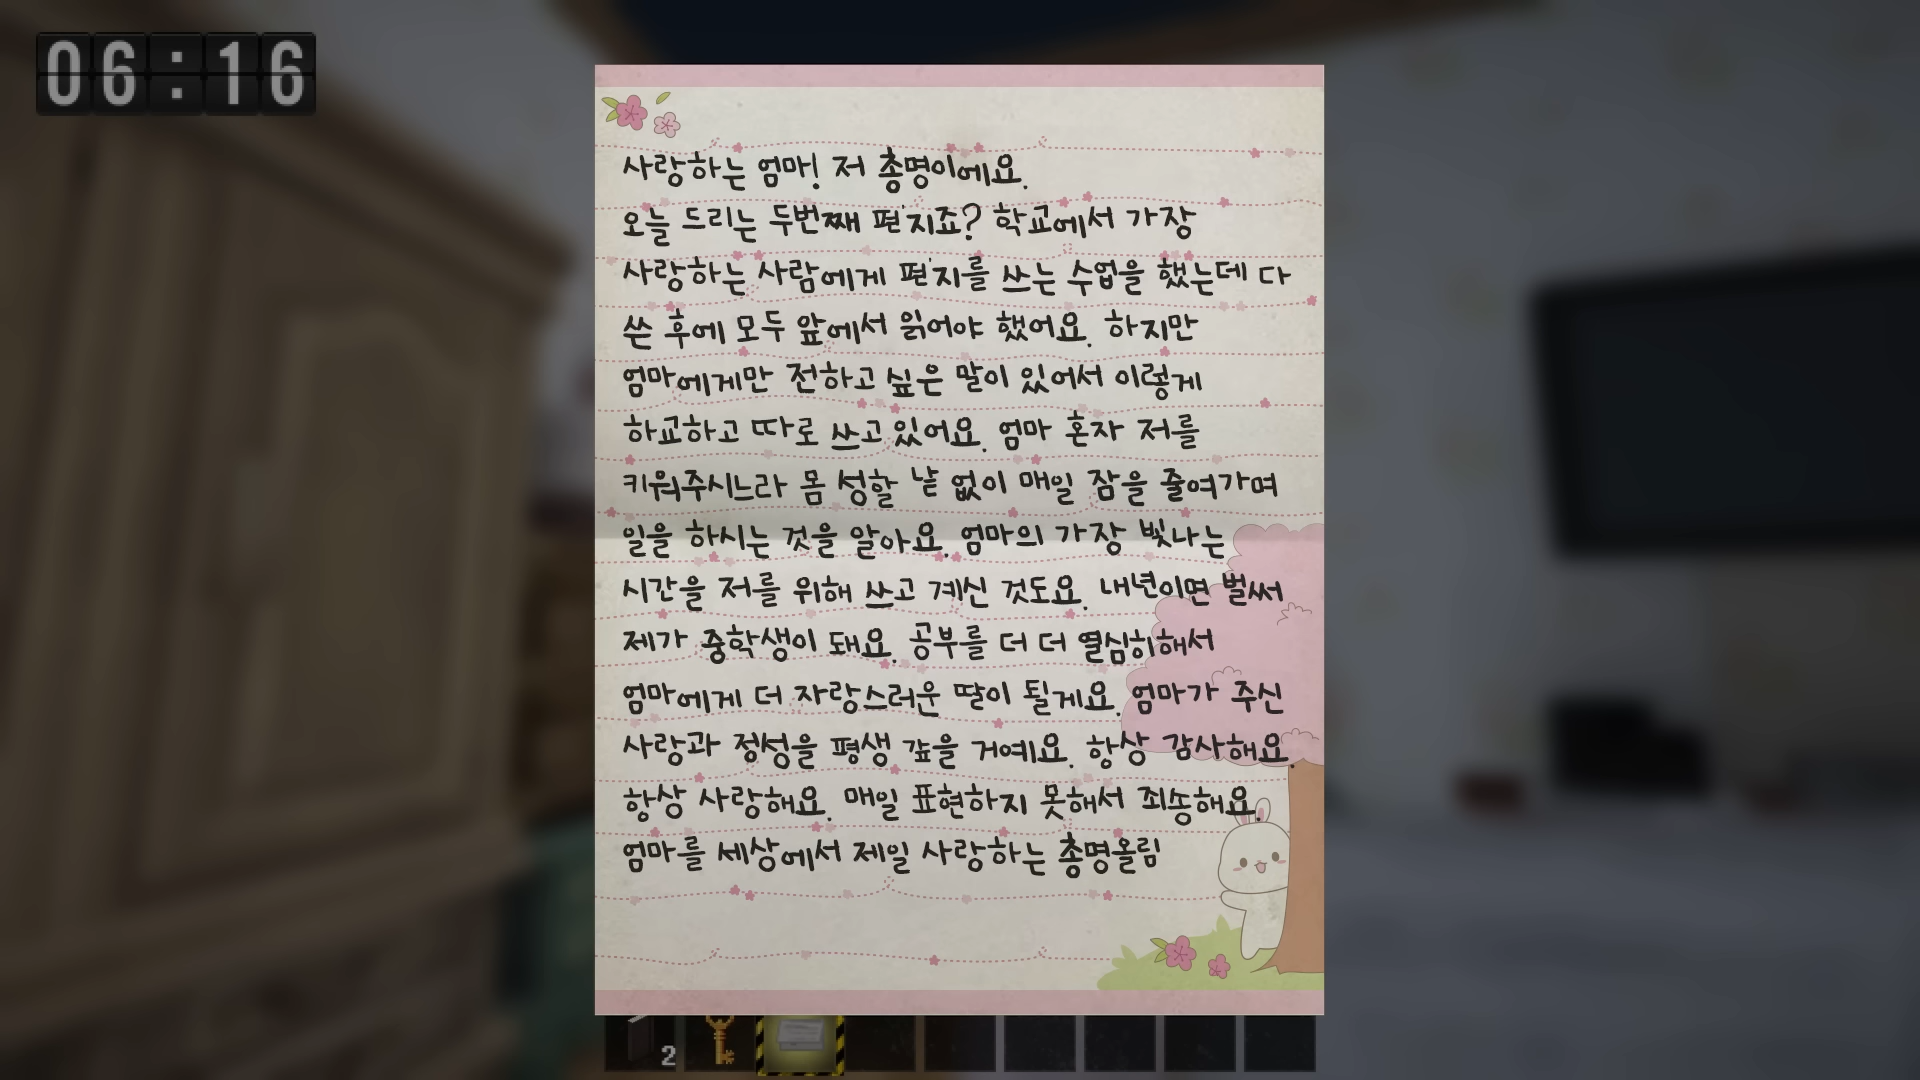 06:16
사랑하는 엄마! 저 총명이에요.
오늘 드리는 두번째 편지죠? 학교에서 가장
사랑하는 사람에게 편지를 쓰는 수업을 했는데 다
쓴 후에 모두 앞에서 읽어야 했어요. 하지만
엄마에게만 전하고 싶은 말이 있어서 이렇게
하교하고 따로 쓰고 있어요. 엄마 혼자 저를
키워주시느라 몸 성할 날 없이 매일 잠을 줄여가며
일을 하시는 것을 알아요. 엄마의 가장 빛나는
시간을 저를 위해 쓰고 계신 것도요. 내년이면 벌써
제가 중학생이 돼요. 공부를 더 더 열심히해서
엄마에게 더 자랑스러운 딸이 될게요. 엄마가 주신
사랑과 정성을 평생 갚을 거예요. 항상 감사해요.
항상 사랑해요. 매일 표현하지 못해서 죄송해요.
엄마를 세상에서 제일 사랑하는 총명올림
2